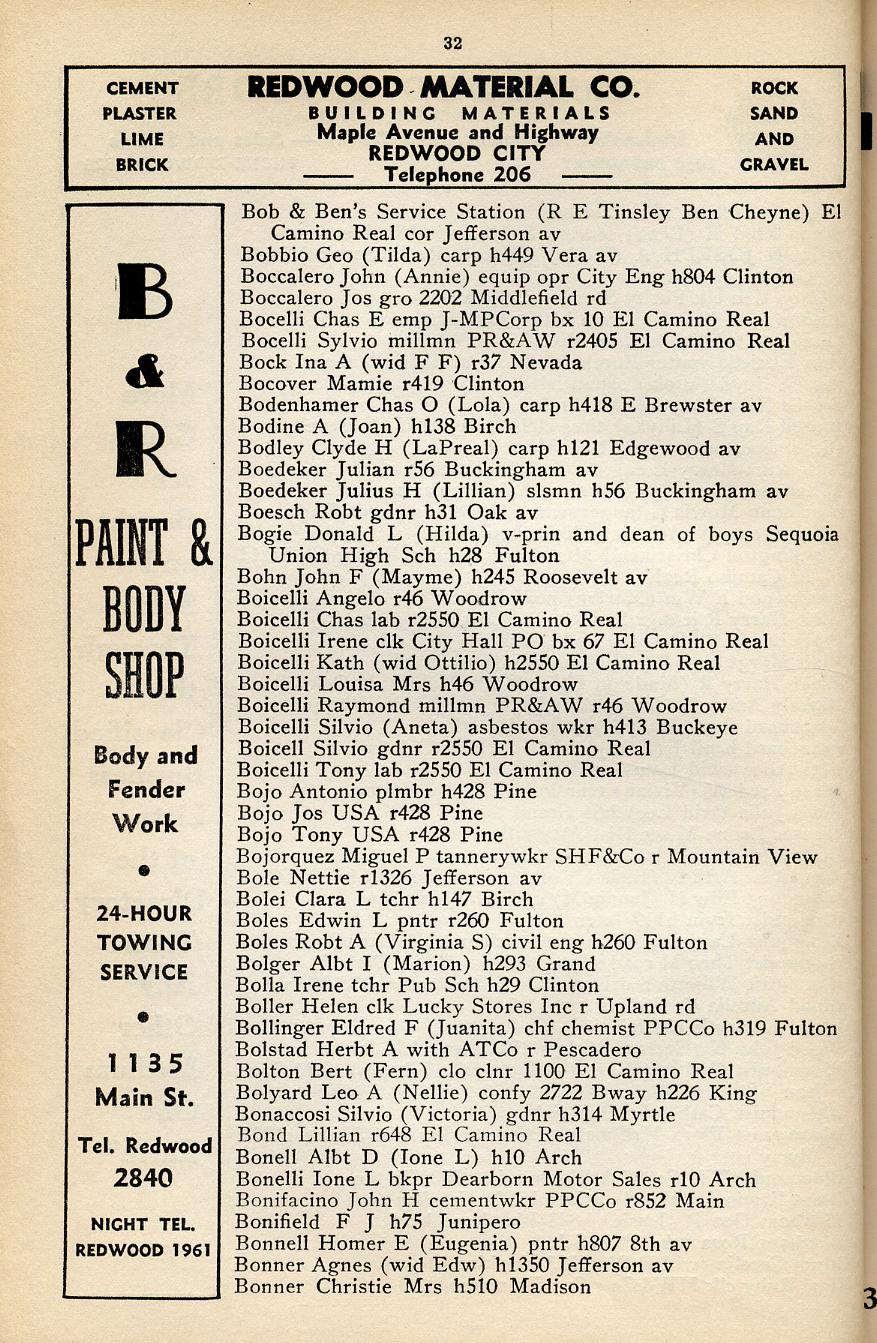 32
CEMENT
PLASTER
LIME
BRICK
REDWOOD MATERIAL CO.
BUILDING MATERIALS
Maple Avenue and Highway
REDWOOD CITY
Telephone 206
ROCK
SAND
AND
GRAVEL
B
&
R
PAINT &
BODY
SHOP
Body and
Fender
Work
•
24-HOUR
TOWING
SERVICE
•
1135
Main St.
Tel. Redwood
2840
NIGHT TEL.
REDWOOD 1961
Bob & Ben's Service Station (R E Tinsley Ben Cheyne) El
Camino Real cor Jefferson av
Bobbio Geo (Tilda) carp h449 Vera av
Boccalero John (Annie) equip opr City Eng h804 Clinton
Boccalero Jos gro 2202 Middlefield rd
Bocelli Chas E emp J-MPCorp bx 10 El Camino Real
Bocelli Sylvio millmn PR&AW r2405 El Camino Real
Bock Ina A (wid F F) r37 Nevada
Bocover Mamie r419 Clinton
Bodenhamer Chas O (Lola) carp h418 E Brewster av
Bodine A (Joan) h138 Birch
Bodley Clyde H (LaPreal) carp h121 Edgewood av
Boedeker Julian r56 Buckingham av
Boedeker Julius H (Lillian) slsmn h56 Buckingham av
Boesch Robt gdnr h31 Oak av
Bogie Donald L (Hilda) v-prin and dean of boys Sequoia
Union High Sch h28 Fulton
Bohn John F (Mayme) h245 Roosevelt av
Boicelli Angelo r46 Woodrow
Boicelli Chas lab r2550 El Camino Real
Boicelli Irene clk City Hall PO bx 67 El Camino Real
Boicelli Kath (wid Ottilio) h2550 El Camino Real
Boicelli Louisa Mrs h46 Woodrow
Boicelli Raymond millmn PR&AW r46 Woodrow
Boicelli Silvio (Aneta) asbestos wkr h413 Buckeye
Boicell Silvio gdnr r2550 El Camino Real
Boicelli Tony lab r2550 El Camino Real
Bojo Antonio plmbr h428 Pine
Bojo Jos USA r428 Pine
Bojo Tony USA r428 Pine
Bojorquez Miguel P tannerywkr SHF&Co r Mountain View
Bole Nettie r1326 Jefferson av
Bolei Clara L tchr h147 Birch
Boles Edwin L pntr r260 Fulton
Boles Robt A (Virginia S) civil eng h260 Fulton
Bolger Albt I (Marion) h293 Grand
Bolla Irene tchr Pub Sch h29 Clinton
Boller Helen clk Lucky Stores Inc r Upland rd
Bollinger Eldred F (Juanita) chf chemist PPCCo h319 Fulton
Bolstad Herbt A with ATCo r Pescadero
Bolton Bert (Fern) clo clnr 1100 El Camino Real
Bolyard Leo A (Nellie) confy 2722 Bway h226 King
Bonaccosi Silvio (Victoria) gdnr h314 Myrtle
Bond Lillian r648 El Camino Real
Bonell Albt D (Ione L) h10 Arch
Bonelli Ione L bkpr Dearborn Motor Sales r10 Arch
Bonifacino John H cementwkr PPCCo r852 Main
Bonifield F J h75 Junipero
Bonnell Homer E (Eugenia) pntr h807 8th av
Bonner Agnes (wid Edw) h1350 Jefferson av
Bonner Christie Mrs h510 Madison
3